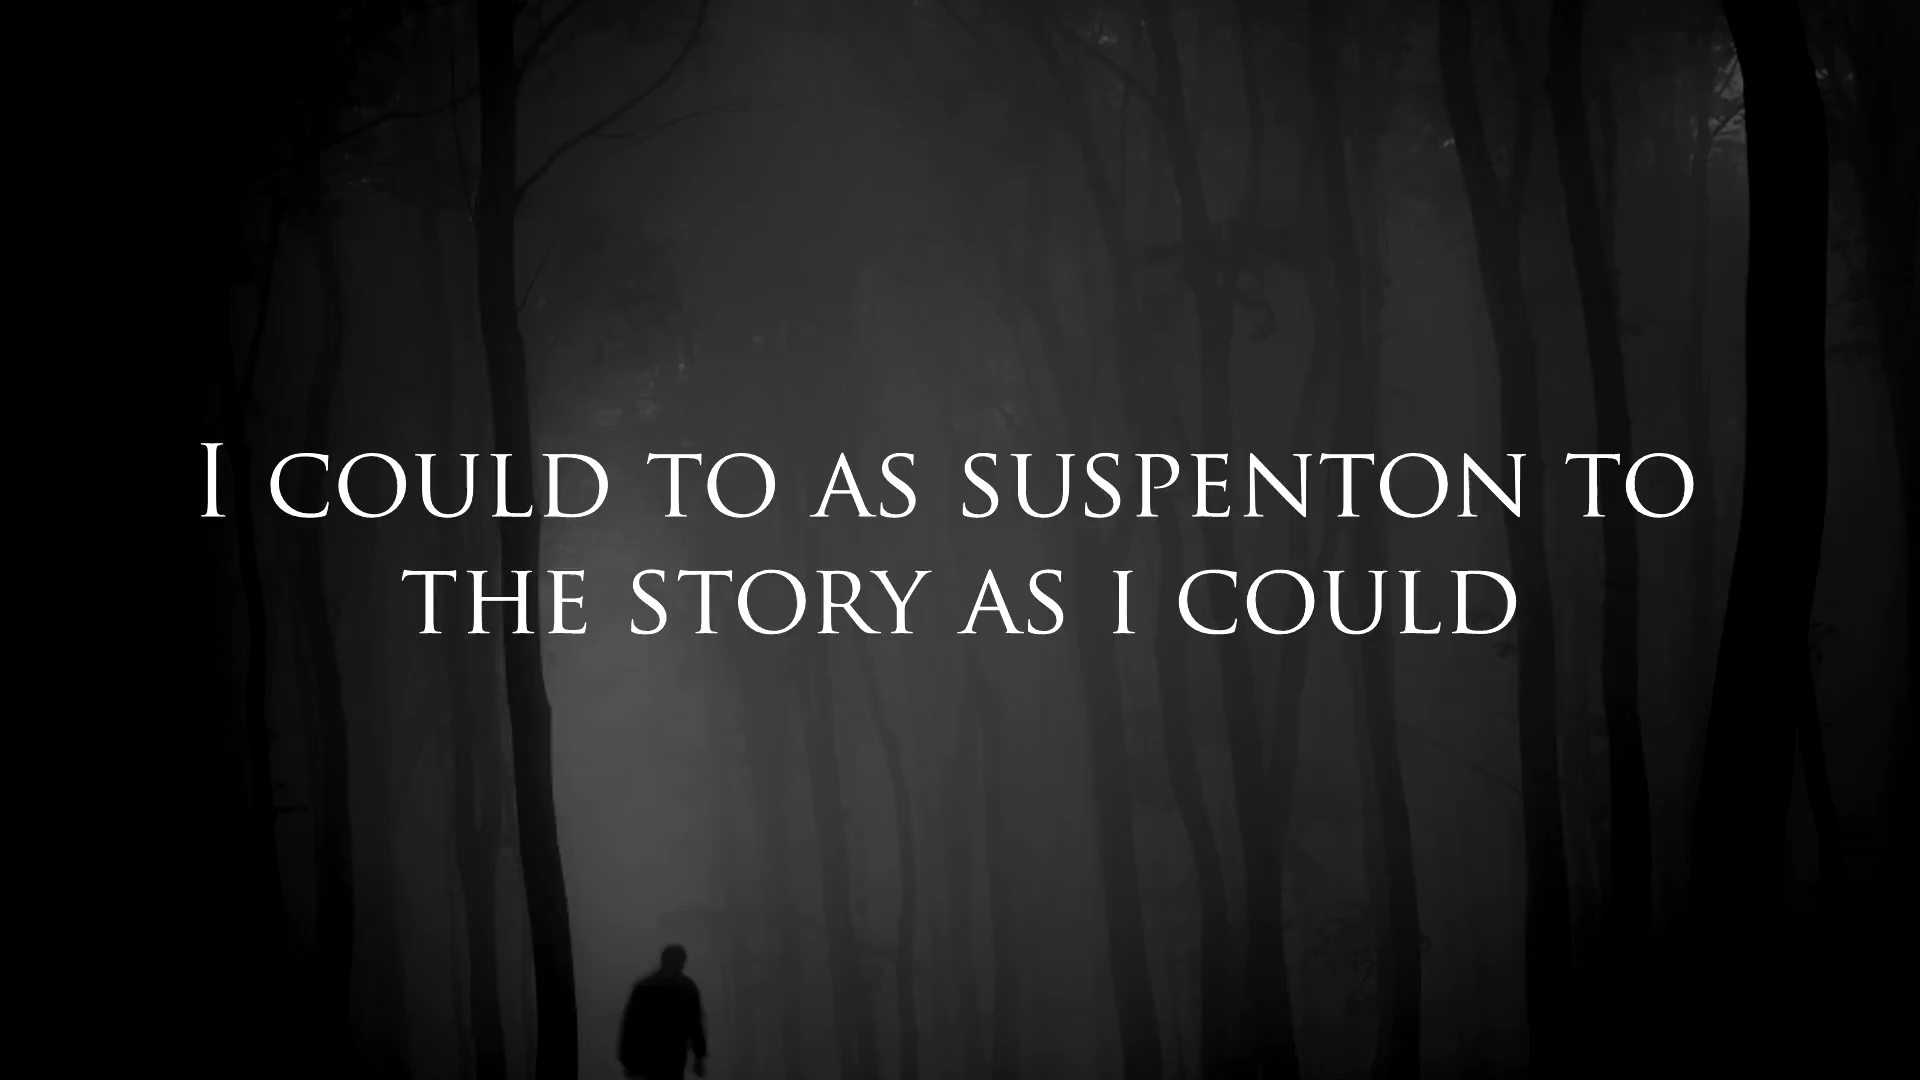 I COULD TO AS SUSPENTON TO
THE STORY AS I COULD